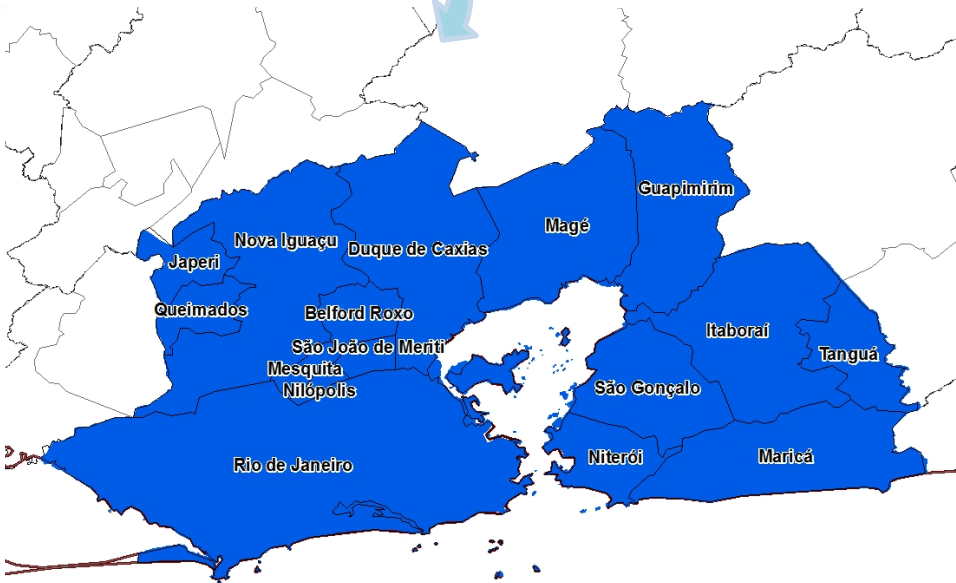 Guapimirim
Magé
Nova Iguaçu
Duque de Caxias
Japeri
Queimados
Belford Roxo
Itaboraí
São João de Meriti
Tanguá
Mesquita
Nilópolis
São Gonçalo
Rio de Janeiro
Niterói
Maricá